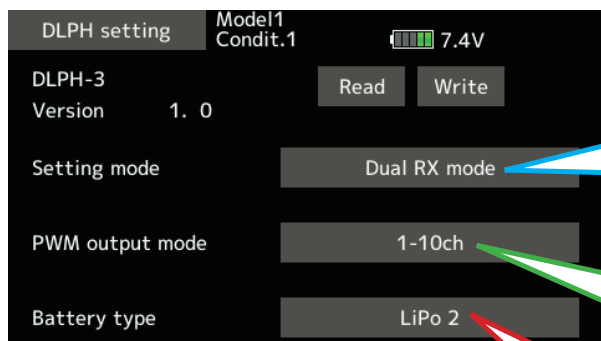 DLPH setting
Model1
Condit.1
7.4V
DLPH-3
Read
Write
Version 1. 0
Setting mode
Dual RX mode
PWM output mode
1-10ch
Battery type
LiPo 2